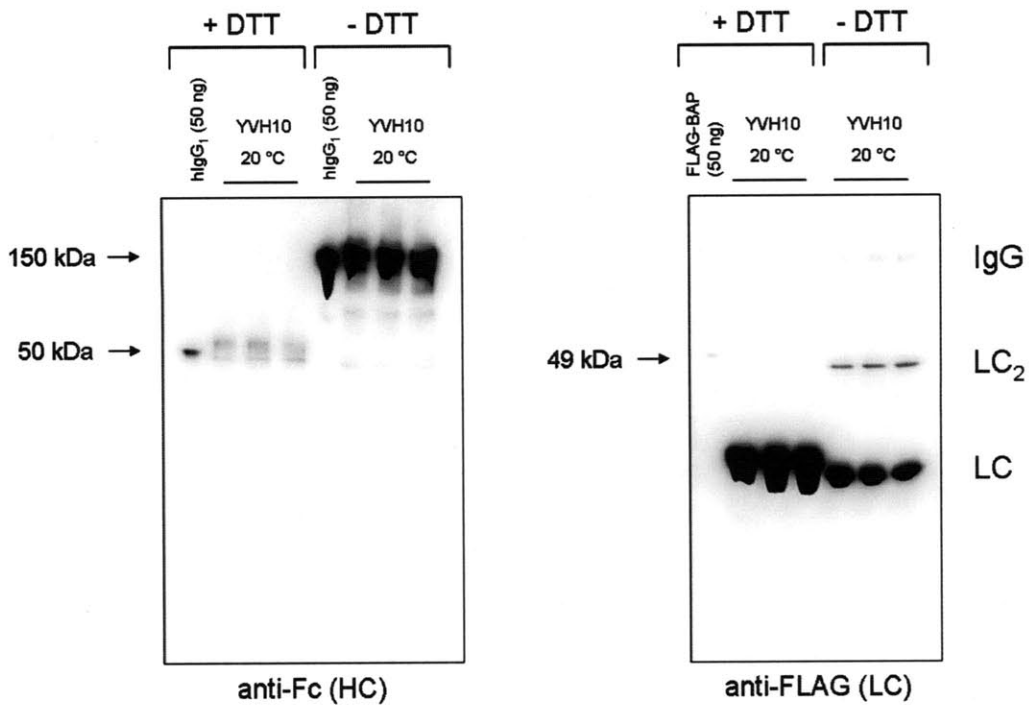 + DTT
- DTT
hIgG₁ (50 ng)
YVH10
20 °C
hIgG₁ (50 ng)
YVH10
20 °C
150 kDa
50 kDa
anti-Fc (HC)
+ DTT
- DTT
FLAG-BAP
(50 ng)
YVH10
20 °C
YVH10
20 °C
49 kDa
IgG
LC₂
LC
anti-FLAG (LC)